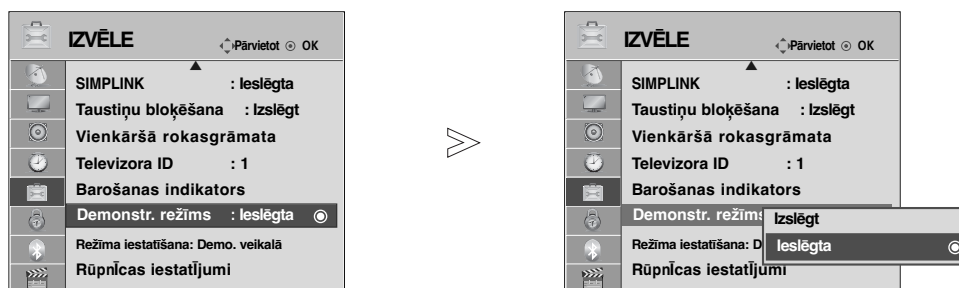 IZVĒLE Pārvietot OK
SIMPLINK : Ieslēgta
Taustiņu bloķēšana : Izslēgt
Vienkāršā rokasgrāmata
Televizora ID : 1
Barošanas indikators
Demonstr. režīms : Ieslēgta
Režīma iestatīšana: Demo. veikalā
Rūpnīcas iestatījumi
IZVĒLE Pārvietot OK
SIMPLINK : Ieslēgta
Taustiņu bloķēšana : Izslēgt
Vienkāršā rokasgrāmata
Televizora ID : 1
Barošanas indikators
Demonstr. režīms
Izslēgt
Režīma iestatīšana: D
Ieslēgta
Rūpnīcas iestatījumi